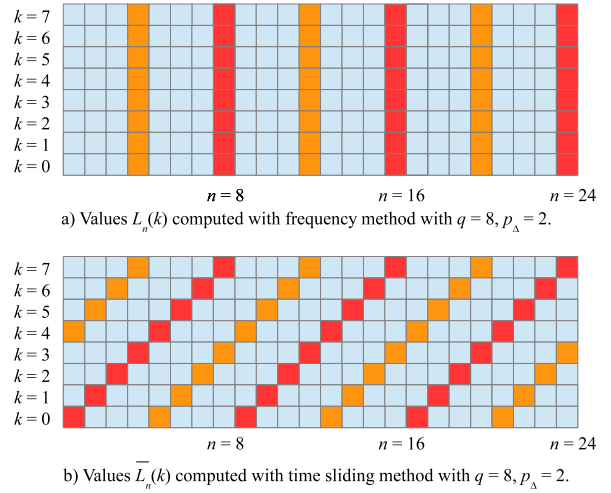 k = 7
k = 6
k = 5
k = 4
k = 3
k = 2
k = 1
k = 0
n = 8 n = 16 n = 24
a) Values Lₙ(k) computed with frequency method with q = 8, p_Δ = 2.
k = 7
k = 6
k = 5
k = 4
k = 3
k = 2
k = 1
k = 0
n = 8 n = 16 n = 24
b) Values L̅ₙ(k) computed with time sliding method with q = 8, p_Δ = 2.